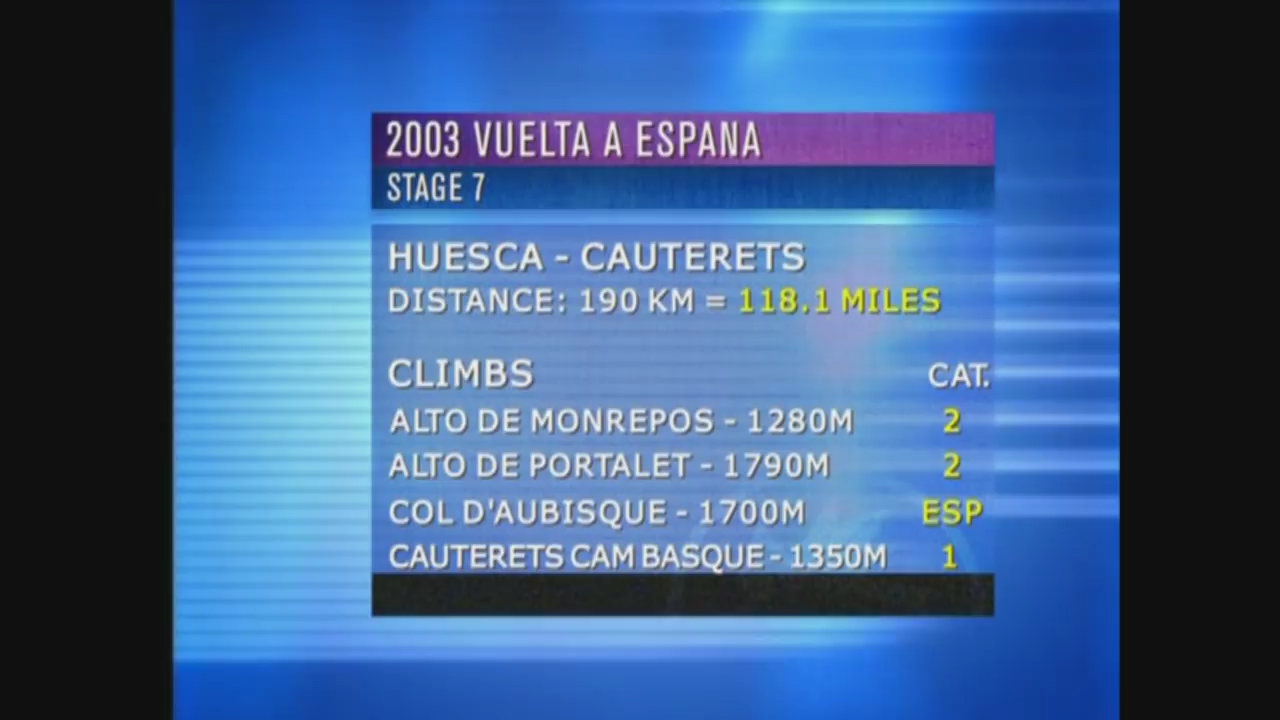 2003 VUELTA A ESPANA
STAGE 7
HUESCA - CAUTERETS
DISTANCE: 190 KM = 118.1 MILES
CLIMBS CAT.
ALTO DE MONREPOS - 1280M 2
ALTO DE PORTALET - 1790M 2
COL D'AUBISQUE - 1700M ESP
CAUTERETS CAM BASQUE - 1350M 1